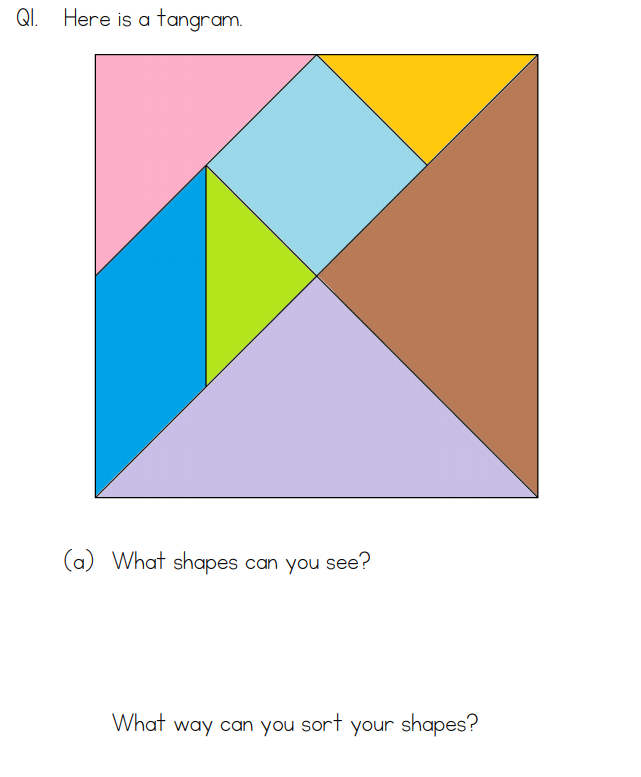 Q1. Here is a tangram.
(a) What shapes can you see?
What way can you sort your shapes?